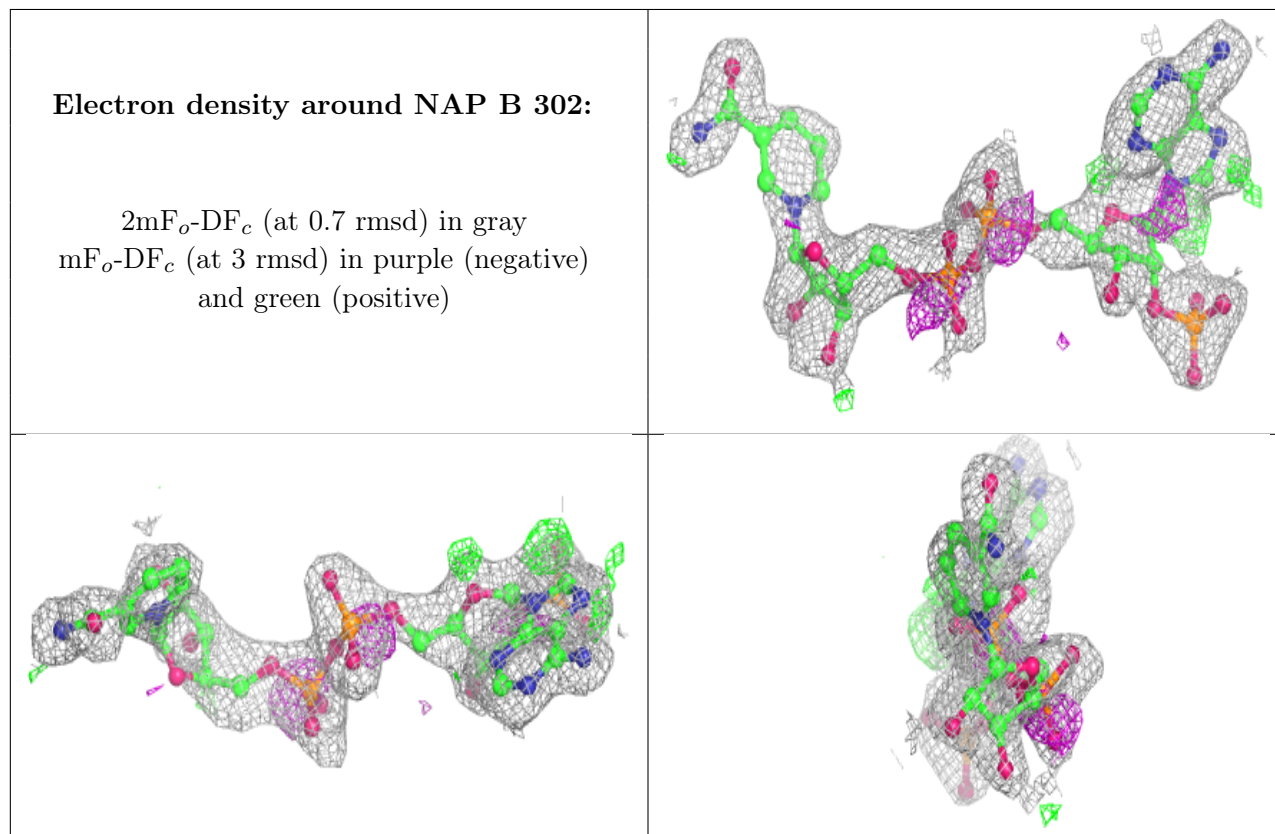 Electron density around NAP B 302:
2mFₒ-DF𝒸 (at 0.7 rmsd) in gray
mFₒ-DF𝒸 (at 3 rmsd) in purple (negative)
and green (positive)